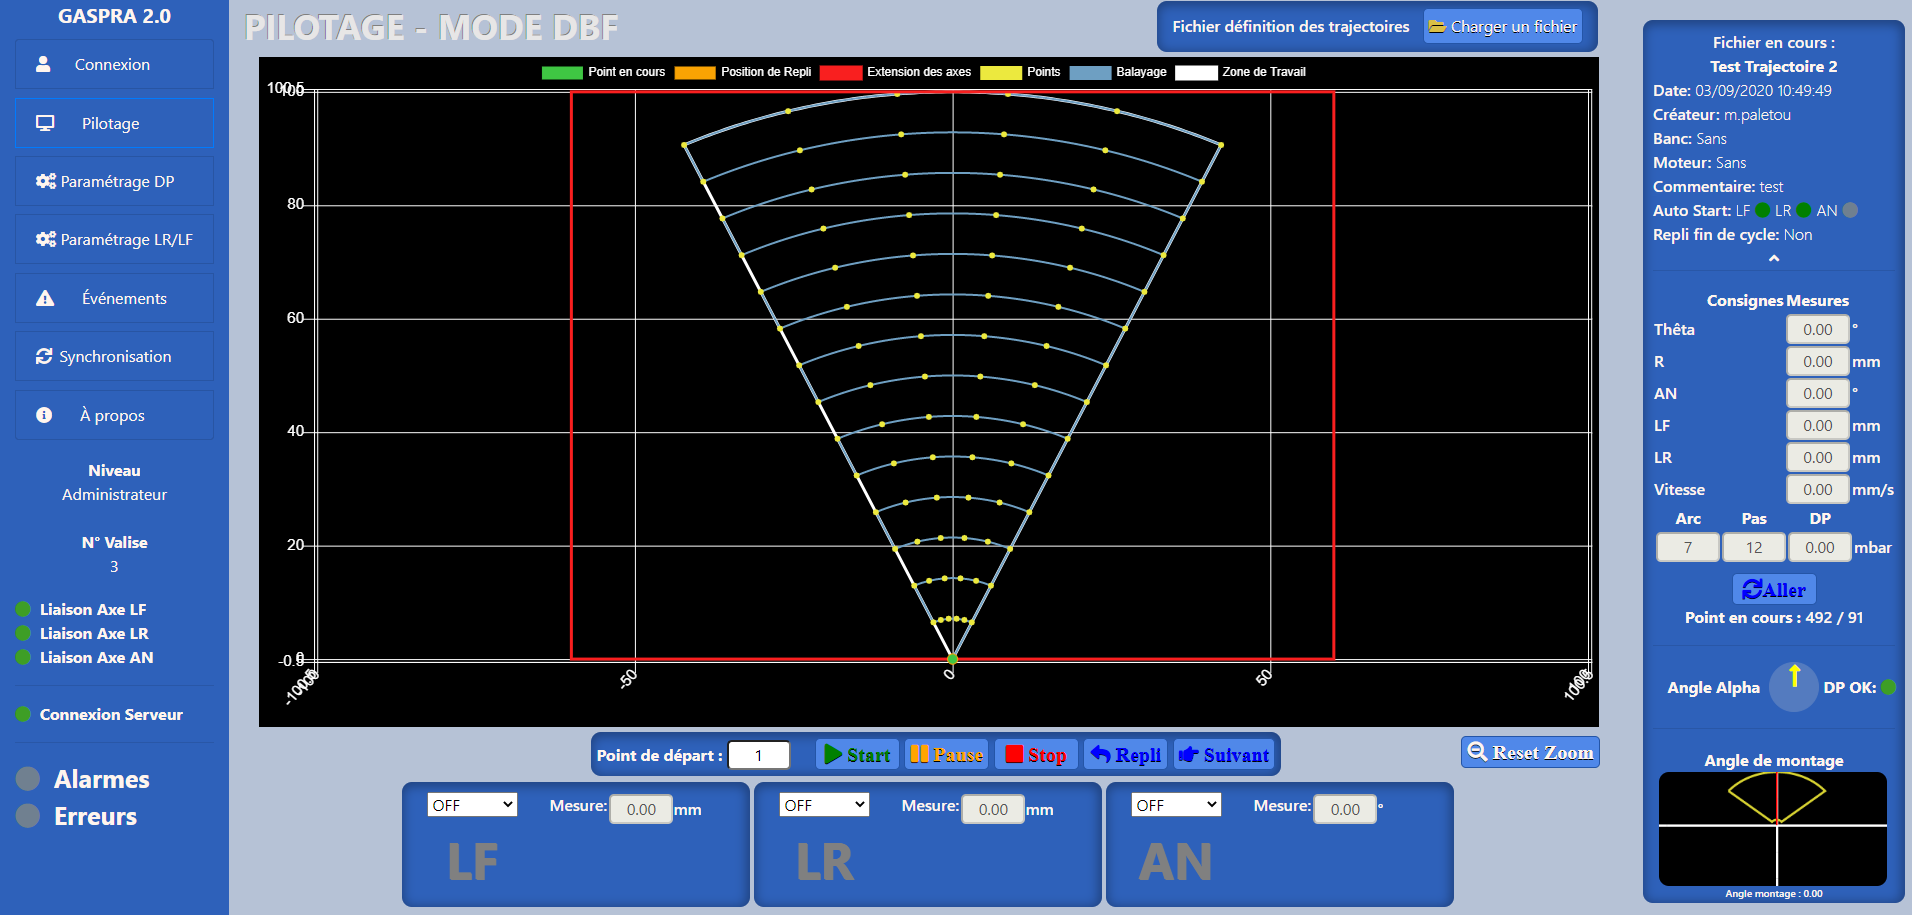 GASPRA 2.0
Connexion
Pilotage
Paramétrage DP
Paramétrage LR/LF
Événements
Synchronisation
À propos
Niveau
Administrateur
N° Valise
3
Liaison Axe LF
Liaison Axe LR
Liaison Axe AN
Connexion Serveur
Alarmes
Erreurs
PILOTAGE - MODE DBF
Fichier définition des trajectoires Charger un fichier
Point en cours Position de Repli Extension des axes Points Balayage Zone de Travail
100.5
100
80
60
40
20
0
-0.5
-100.5 -100 -50 0 50 100 100.5
Point de départ : 1 Start Pause Stop Repli Suivant
Reset Zoom
OFF Mesure: 0.00 mm
LF
OFF Mesure: 0.00 mm
LR
OFF Mesure: 0.00 °
AN
Fichier en cours :
Test Trajectoire 2
Date: 03/09/2020 10:49:49
Créateur: m.paletou
Banc: Sans
Moteur: Sans
Commentaire: test
Auto Start: LF LR AN
Repli fin de cycle: Non
Consignes Mesures
Thêta 0.00 °
R 0.00 mm
AN 0.00 °
LF 0.00 mm
LR 0.00 mm
Vitesse 0.00 mm/s
Arc Pas DP
7 12 0.00 mbar
Aller
Point en cours : 492 / 91
Angle Alpha DP OK:
Angle de montage
Angle montage : 0.00